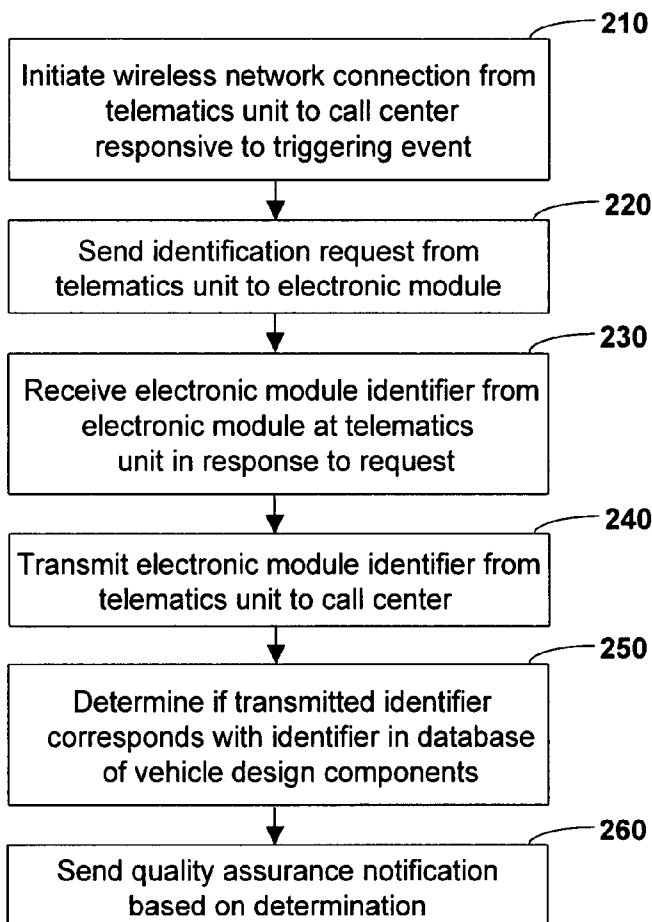 210
Initiate wireless network connection from
telematics unit to call center
responsive to triggering event
220
Send identification request from
telematics unit to electronic module
230
Receive electronic module identifier from
electronic module at telematics
unit in response to request
240
Transmit electronic module identifier from
telematics unit to call center
250
Determine if transmitted identifier
corresponds with identifier in database
of vehicle design components
260
Send quality assurance notification
based on determination